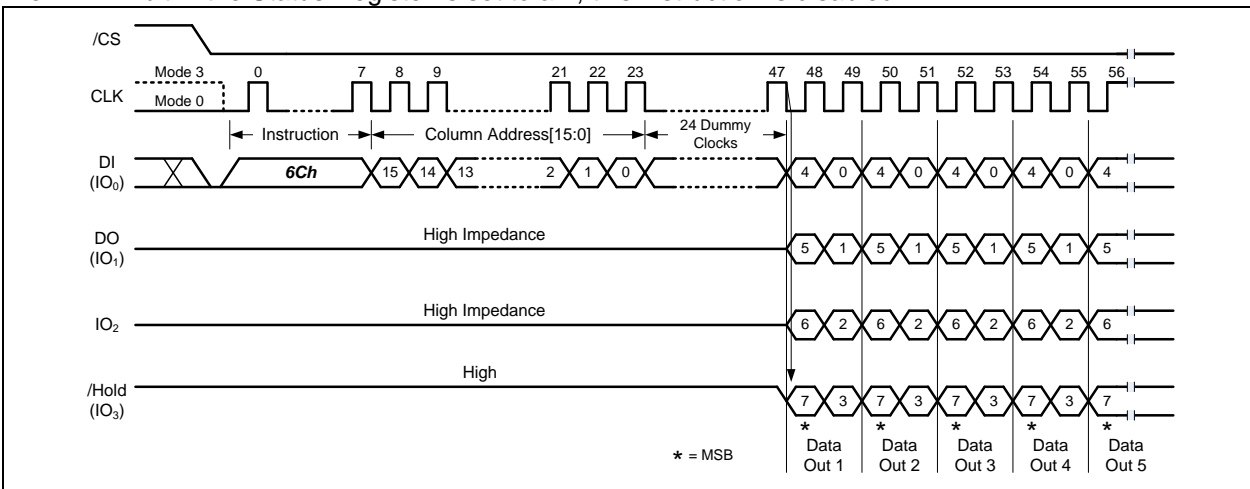 /CS
Mode 3 0 7 8 9 21 22 23 47 48 49 50 51 52 53 54 55 56
CLK
Mode 0
Instruction Column Address[15:0] 24 Dummy
Clocks
DI
(IO0) 6Ch 15 14 13 2 1 0 4 0 4 0 4 0 4 0 4
DO
(IO1) High Impedance 5 1 5 1 5 1 5 1 5
IO2 High Impedance 6 2 6 2 6 2 6 2 6
/Hold
(IO3) High 7 3 7 3 7 3 7 3 7
* * * * *
* = MSB
Data Out 1
Data Out 2
Data Out 3
Data Out 4
Data Out 5